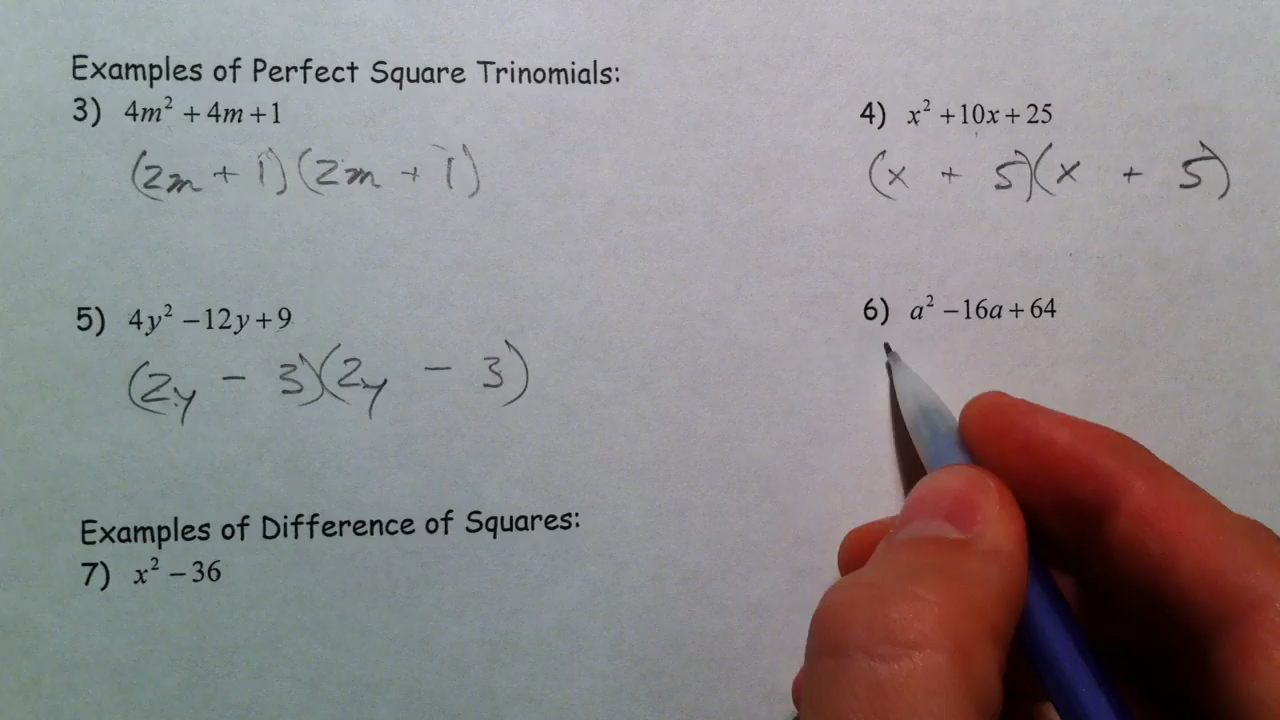 Examples of Perfect Square Trinomials:
3) 4m² + 4m + 1
4) x² + 10x + 25
(2m + 1)(2m + 1)
(x + 5)(x + 5)
5) 4y² − 12y + 9
6) a² − 16a + 64
(2y − 3)(2y − 3)
Examples of Difference of Squares:
7) x² − 36